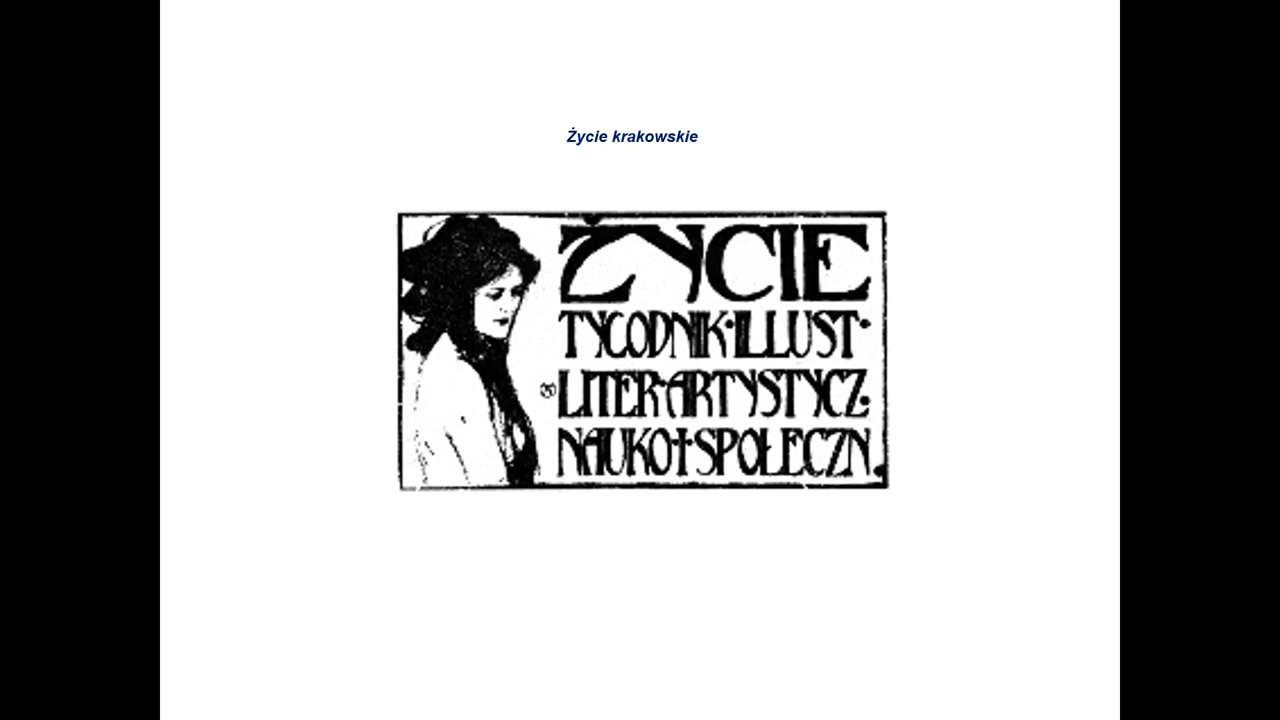 Życie krakowskie
ŻYCIE
TYGODNIK·ILLUST·
LITER·ARTYSTYCZ·
NAUKO·I·SPOŁECZN.